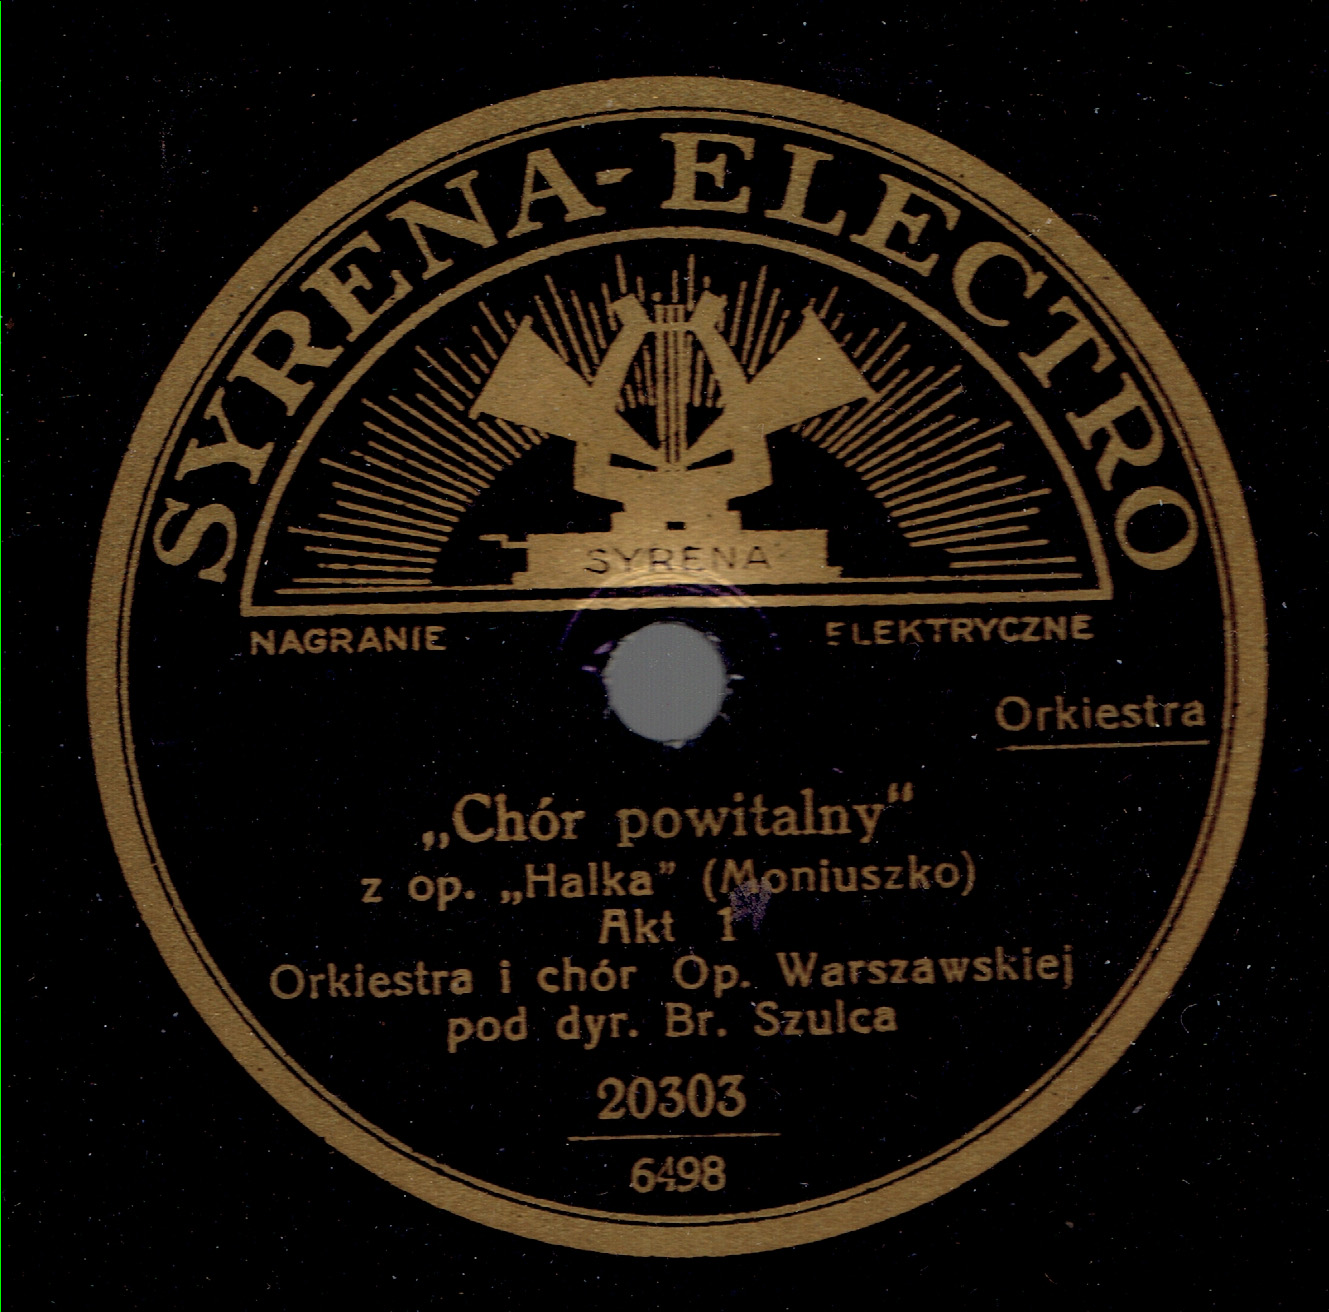 SYRENA-ELECTRO
SYRENA
NAGRANIE ELEKTRYCZNE
Orkiestra
„Chór powitalny“
z op. „Halka” (Moniuszko)
Akt 1
Orkiestra i chór Op. Warszawskiej
pod dyr. Br. Szulca
20303
6498